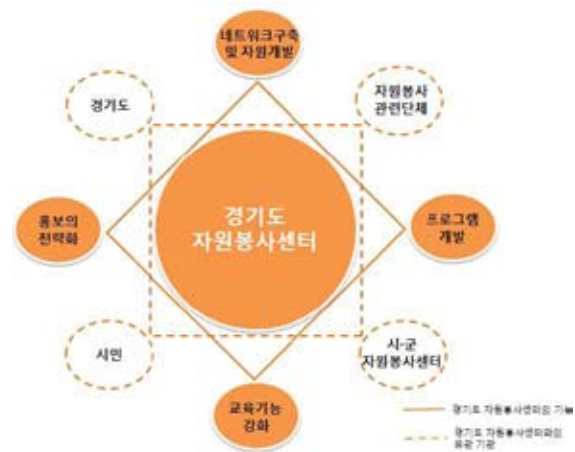 네트워크구축
및 자원개발
경기도
자원봉사
관련단체
홍보의
전략화
경기도
자원봉사센터
프로그램
개발
시민
시·군
자원봉사센터
교육기능
강화
경기도 자원봉사센터의 기능
경기도 자원봉사센터와의
유관 기관